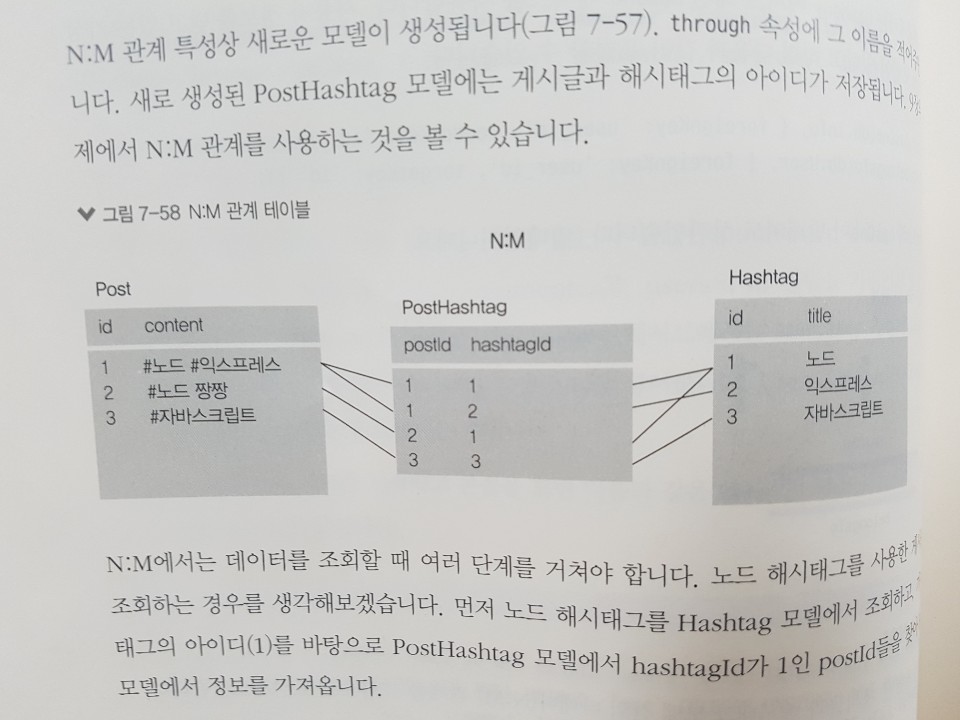 N:M 관계 특성상 새로운 모델이 생성됩니다(그림 7-57). through 속성에 그 이름을
니다. 새로 생성된 PostHashtag 모델에는 게시글과 해시태그의 아이디가 저장됩니다.
제에서 N:M 관계를 사용하는 것을 볼 수 있습니다.
그림 7-58 N:M 관계 테이블
N:M
Post
id content
1 #노드 #익스프레스
2 #노드 짱짱
3 #자바스크립트
PostHashtag
postId hashtagId
1 1
1 2
2 1
3 3
Hashtag
id title
1 노드
2 익스프레스
3 자바스크립트
N:M에서는 데이터를 조회할 때 여러 단계를 거쳐야 합니다. 노드 해시태그를 사용한
조회하는 경우를 생각해보겠습니다. 먼저 노드 해시태그를 Hashtag 모델에서 조회하고
태그의 아이디(1)를 바탕으로 PostHashtag 모델에서 hashtagId가 1인 postId들을
모델에서 정보를 가져옵니다.